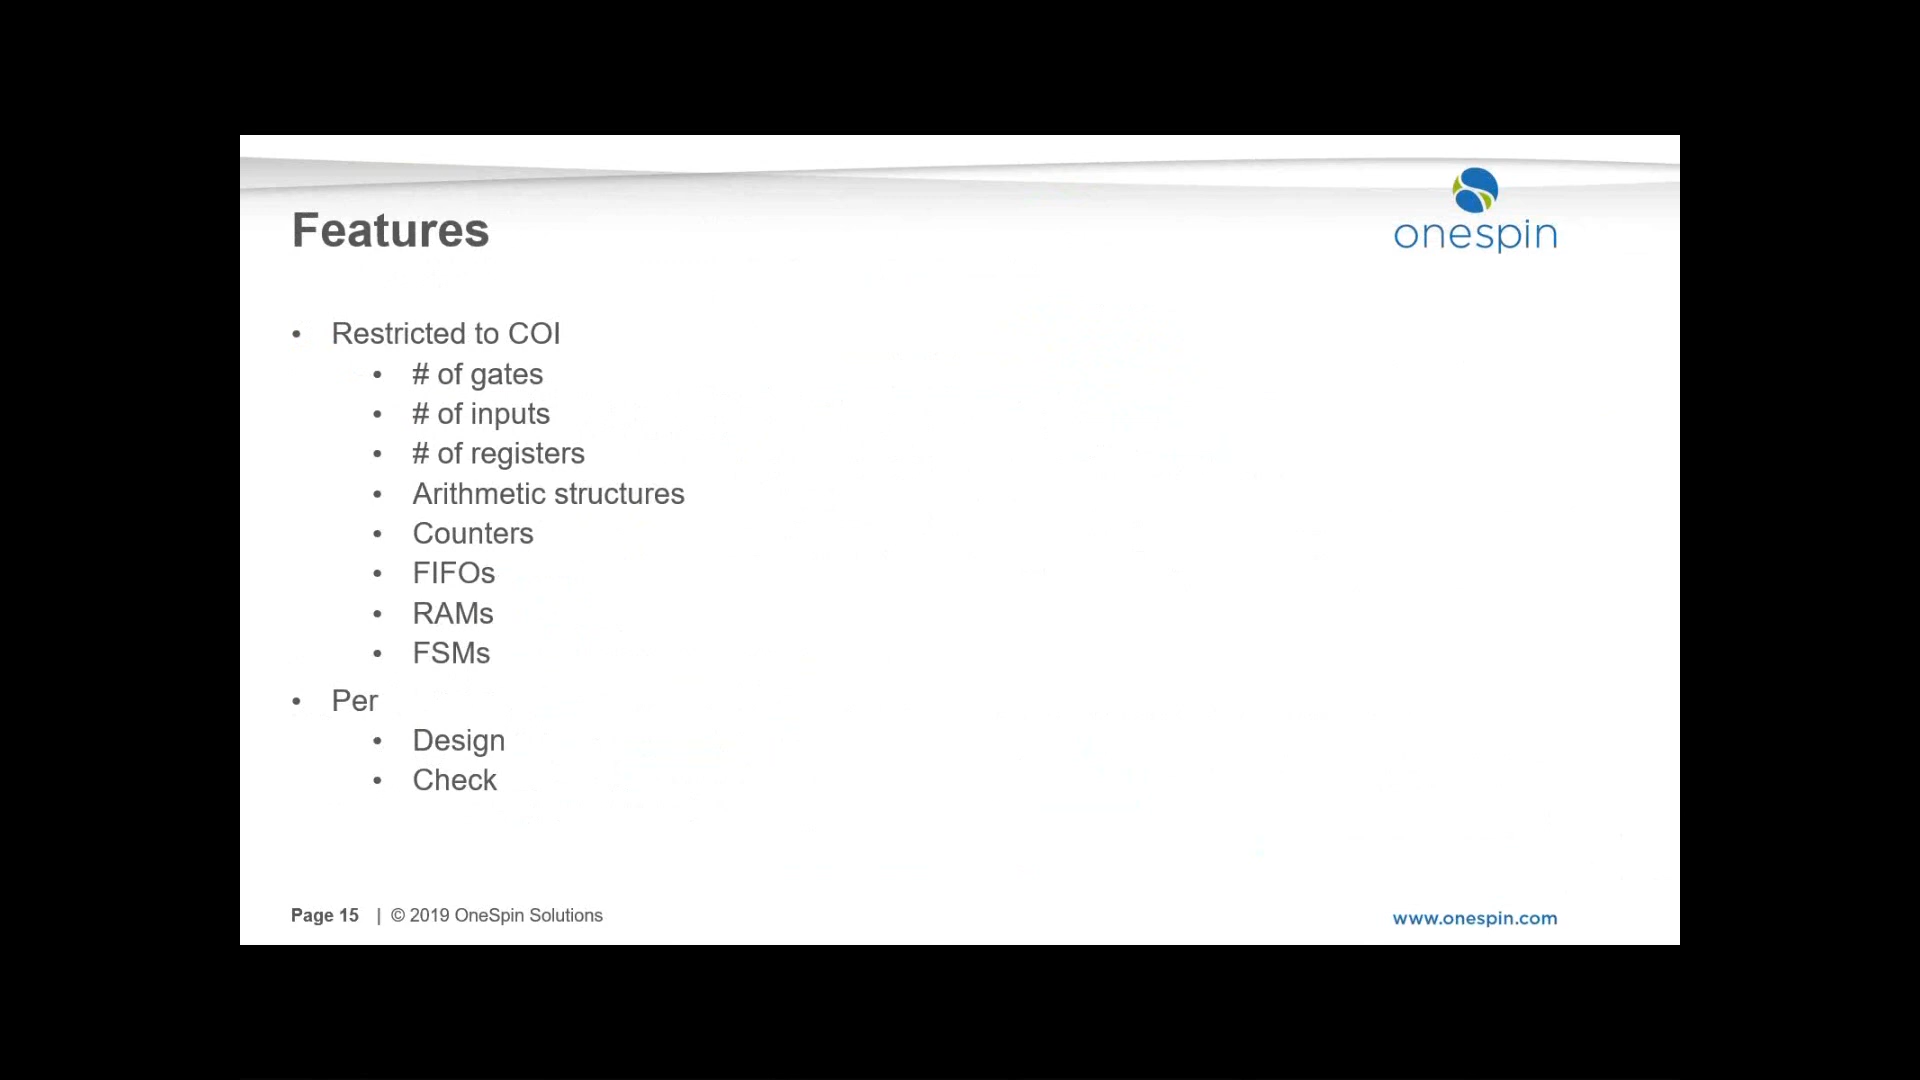 Features
onespin
• Restricted to COI
• # of gates
• # of inputs
• # of registers
• Arithmetic structures
• Counters
• FIFOs
• RAMs
• FSMs
• Per
• Design
• Check
Page 15 | © 2019 OneSpin Solutions
www.onespin.com